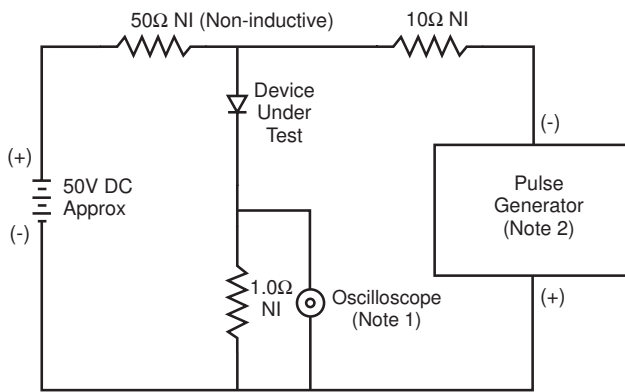 50Ω NI (Non-inductive)
10Ω NI
Device
Under
Test
(-)
(+)
50V DC
Approx
(-)
Pulse
Generator
(Note 2)
1.0Ω
NI
Oscilloscope
(Note 1)
(+)